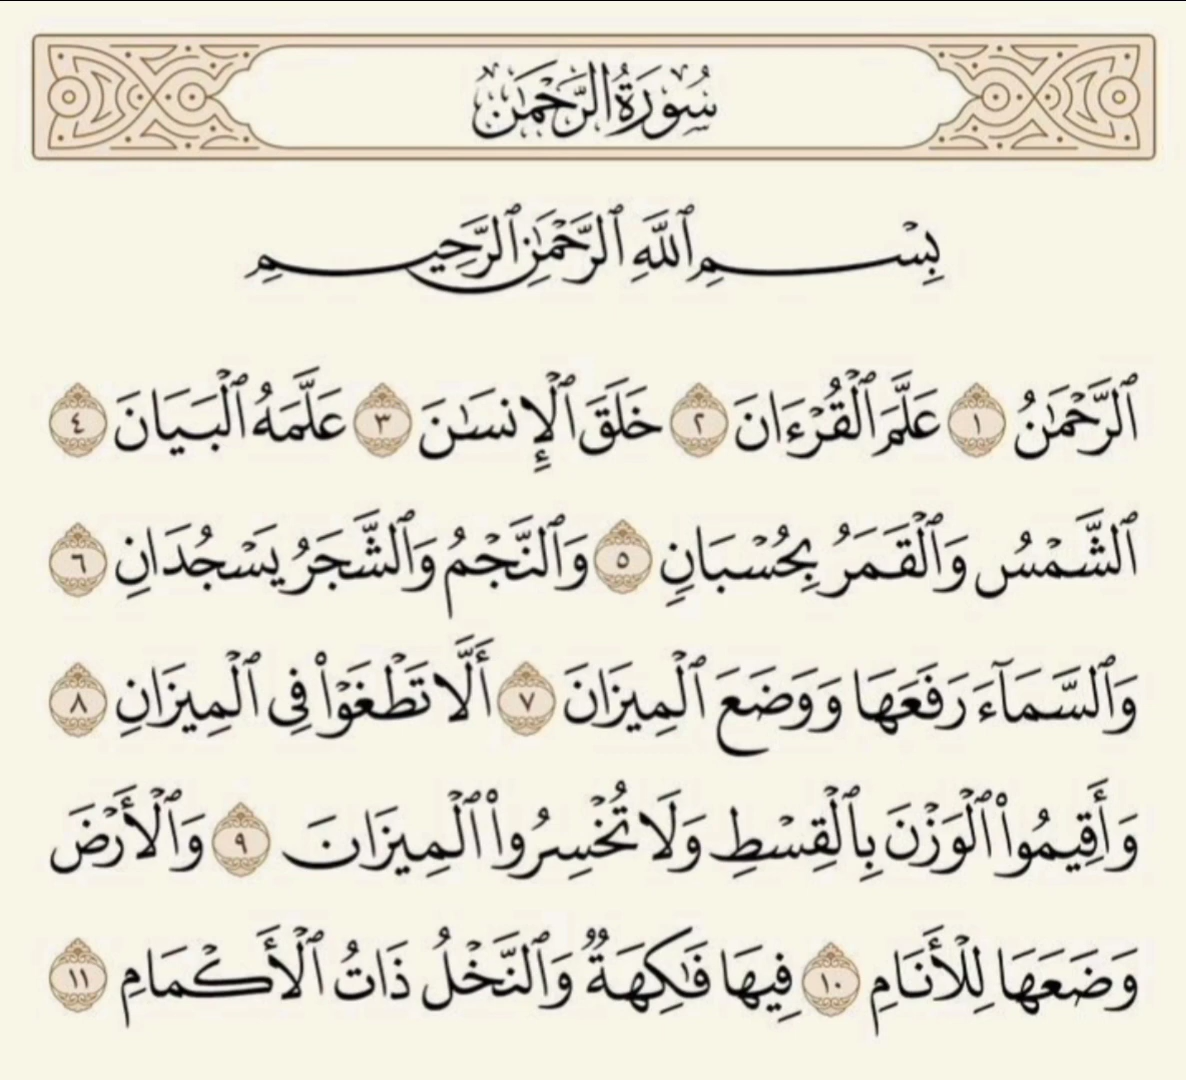 سُورَةُ الرَّحْمَٰن
بِسْمِ ٱللَّهِ ٱلرَّحْمَٰنِ ٱلرَّحِيمِ
ٱلرَّحْمَٰنُ ١ عَلَّمَ ٱلْقُرْءَانَ ٢ خَلَقَ ٱلْإِنسَٰنَ ٣ عَلَّمَهُ ٱلْبَيَانَ ٤
ٱلشَّمْسُ وَٱلْقَمَرُ بِحُسْبَانٍ ٥ وَٱلنَّجْمُ وَٱلشَّجَرُ يَسْجُدَانِ ٦
وَٱلسَّمَآءَ رَفَعَهَا وَوَضَعَ ٱلْمِيزَانَ ٧ أَلَّا تَطْغَوْا۟ فِى ٱلْمِيزَانِ ٨
وَأَقِيمُوا۟ ٱلْوَزْنَ بِٱلْقِسْطِ وَلَا تُخْسِرُوا۟ ٱلْمِيزَانَ ٩ وَٱلْأَرْضَ
وَضَعَهَا لِلْأَنَامِ ١٠ فِيهَا فَٰكِهَةٌ وَٱلنَّخْلُ ذَاتُ ٱلْأَكْمَامِ ١١